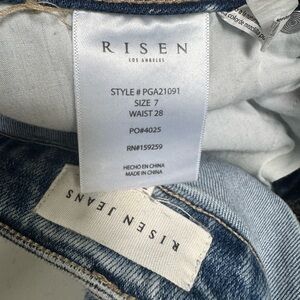 RISEN
LOS ANGELES
STYLE # PGA21091
SIZE 7
WAIST 28
PO#4025
RN#159259
HECHO EN CHINA
MADE IN CHINA
RISEN JEANS